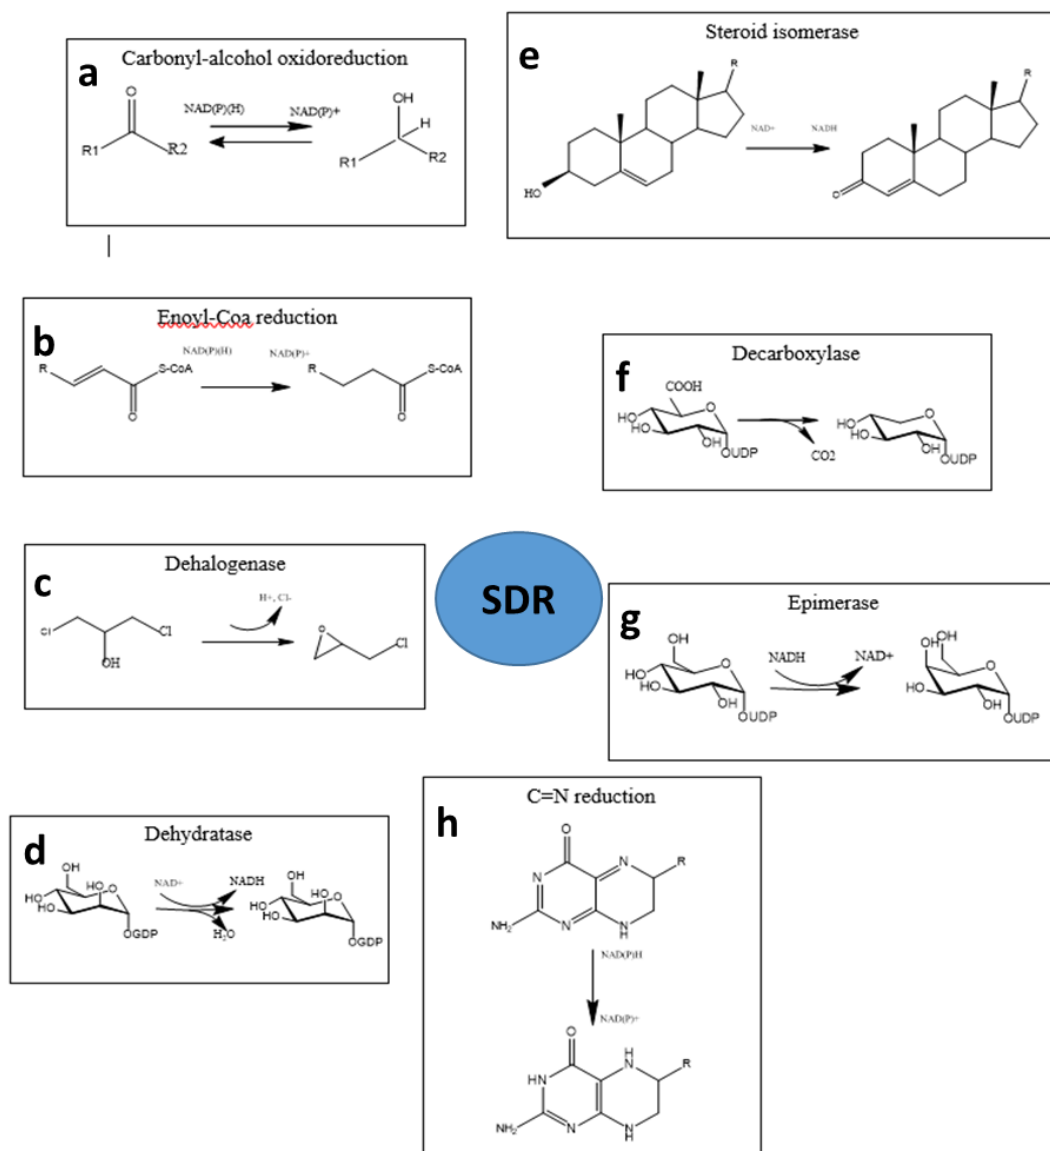 a
Carbonyl-alcohol oxidoreduction
O
R1
R2
NAD(P)(H)
NAD(P)+
OH
H
R1
R2
b
Enoyl-Coa reduction
R
S-CoA
O
NAD(P)(H)
NAD(P)+
R
S-CoA
O
c
Dehalogenase
Cl
OH
Cl
H+, Cl-
O
Cl
d
Dehydratase
OH
HO
O
HO
HO
OGDP
NAD+
NADH
H2O
OH
HO
O
HO
HO
OGDP
e
Steroid isomerase
R
HO
NAD+
NADH
R
O
f
Decarboxylase
COOH
O
HO
HO
OH
OUDP
CO2
O
HO
HO
OH
OUDP
SDR
g
Epimerase
OH
O
HO
HO
OH
OUDP
NADH
NAD+
OH
OH
O
HO
OH
OUDP
h
C=N reduction
O
N
R
N
NH2
N
N
H
NAD(P)H
NAD(P)+
O
H
N
R
HN
NH2
N
N
H